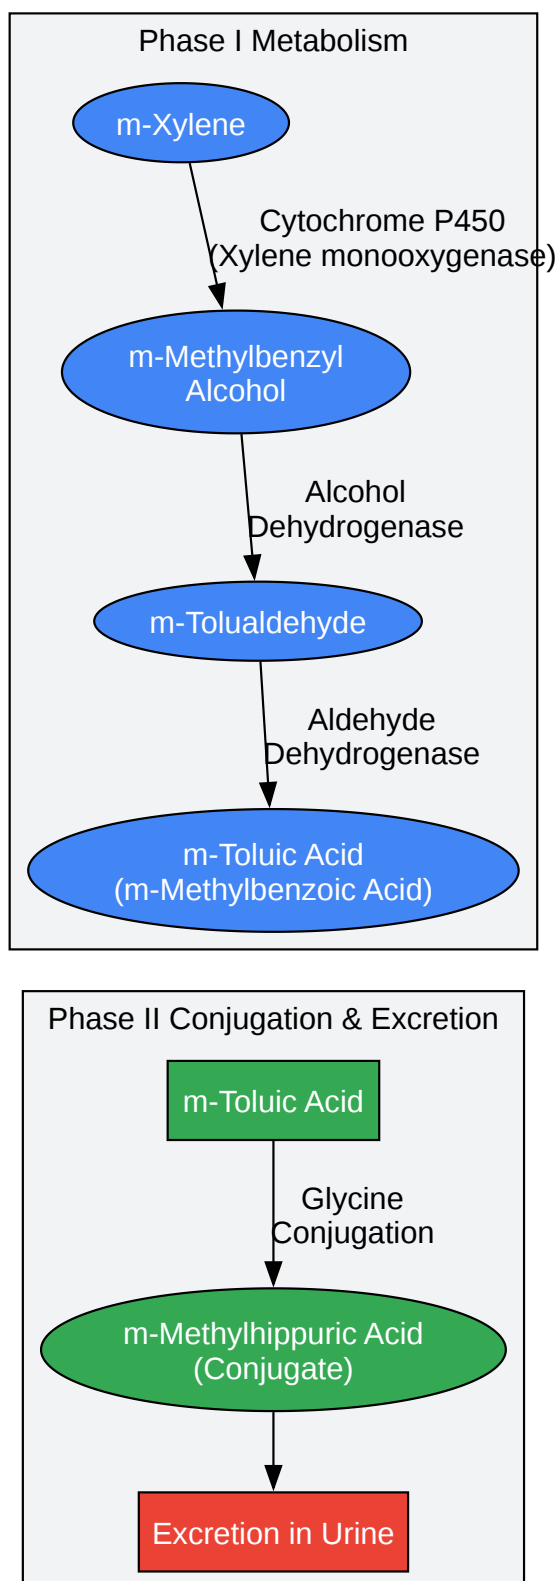 Phase I Metabolism
m-Xylene
Cytochrome P450
(Xylene monooxygenase)
m-Methylbenzyl
Alcohol
Alcohol
Dehydrogenase
m-Tolualdehyde
Aldehyde
Dehydrogenase
m-Toluic Acid
(m-Methylbenzoic Acid)
Phase II Conjugation & Excretion
m-Toluic Acid
Glycine
Conjugation
m-Methylhippuric Acid
(Conjugate)
Excretion in Urine